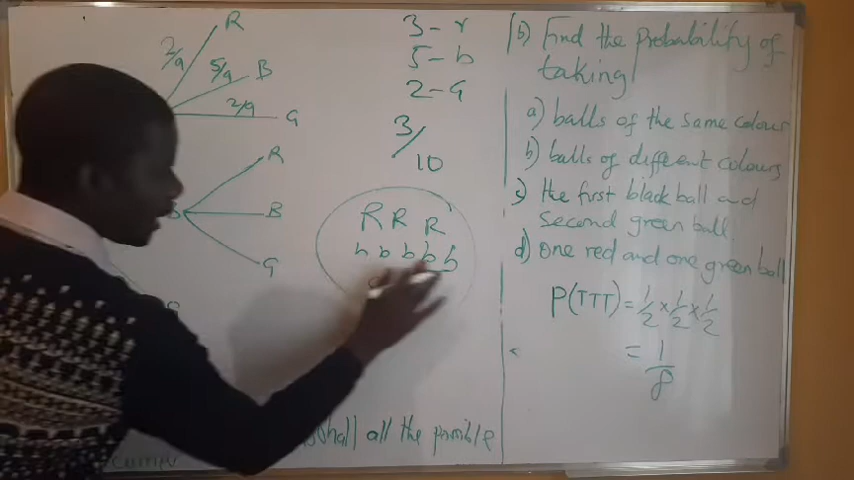 R
2/9
5/9
B
2/9
G
R
B
G
3 - r
5 - b
2 - G
3/10
R R R
b b b b b
shall all the possible
(b) Find the probability of
taking
a) balls of the same colour
b) balls of different colours
c) the first black ball and
second green ball.
d) One red and one green ball
P(TTT) = 1/2 x 1/2 x 1/2
= 1/8